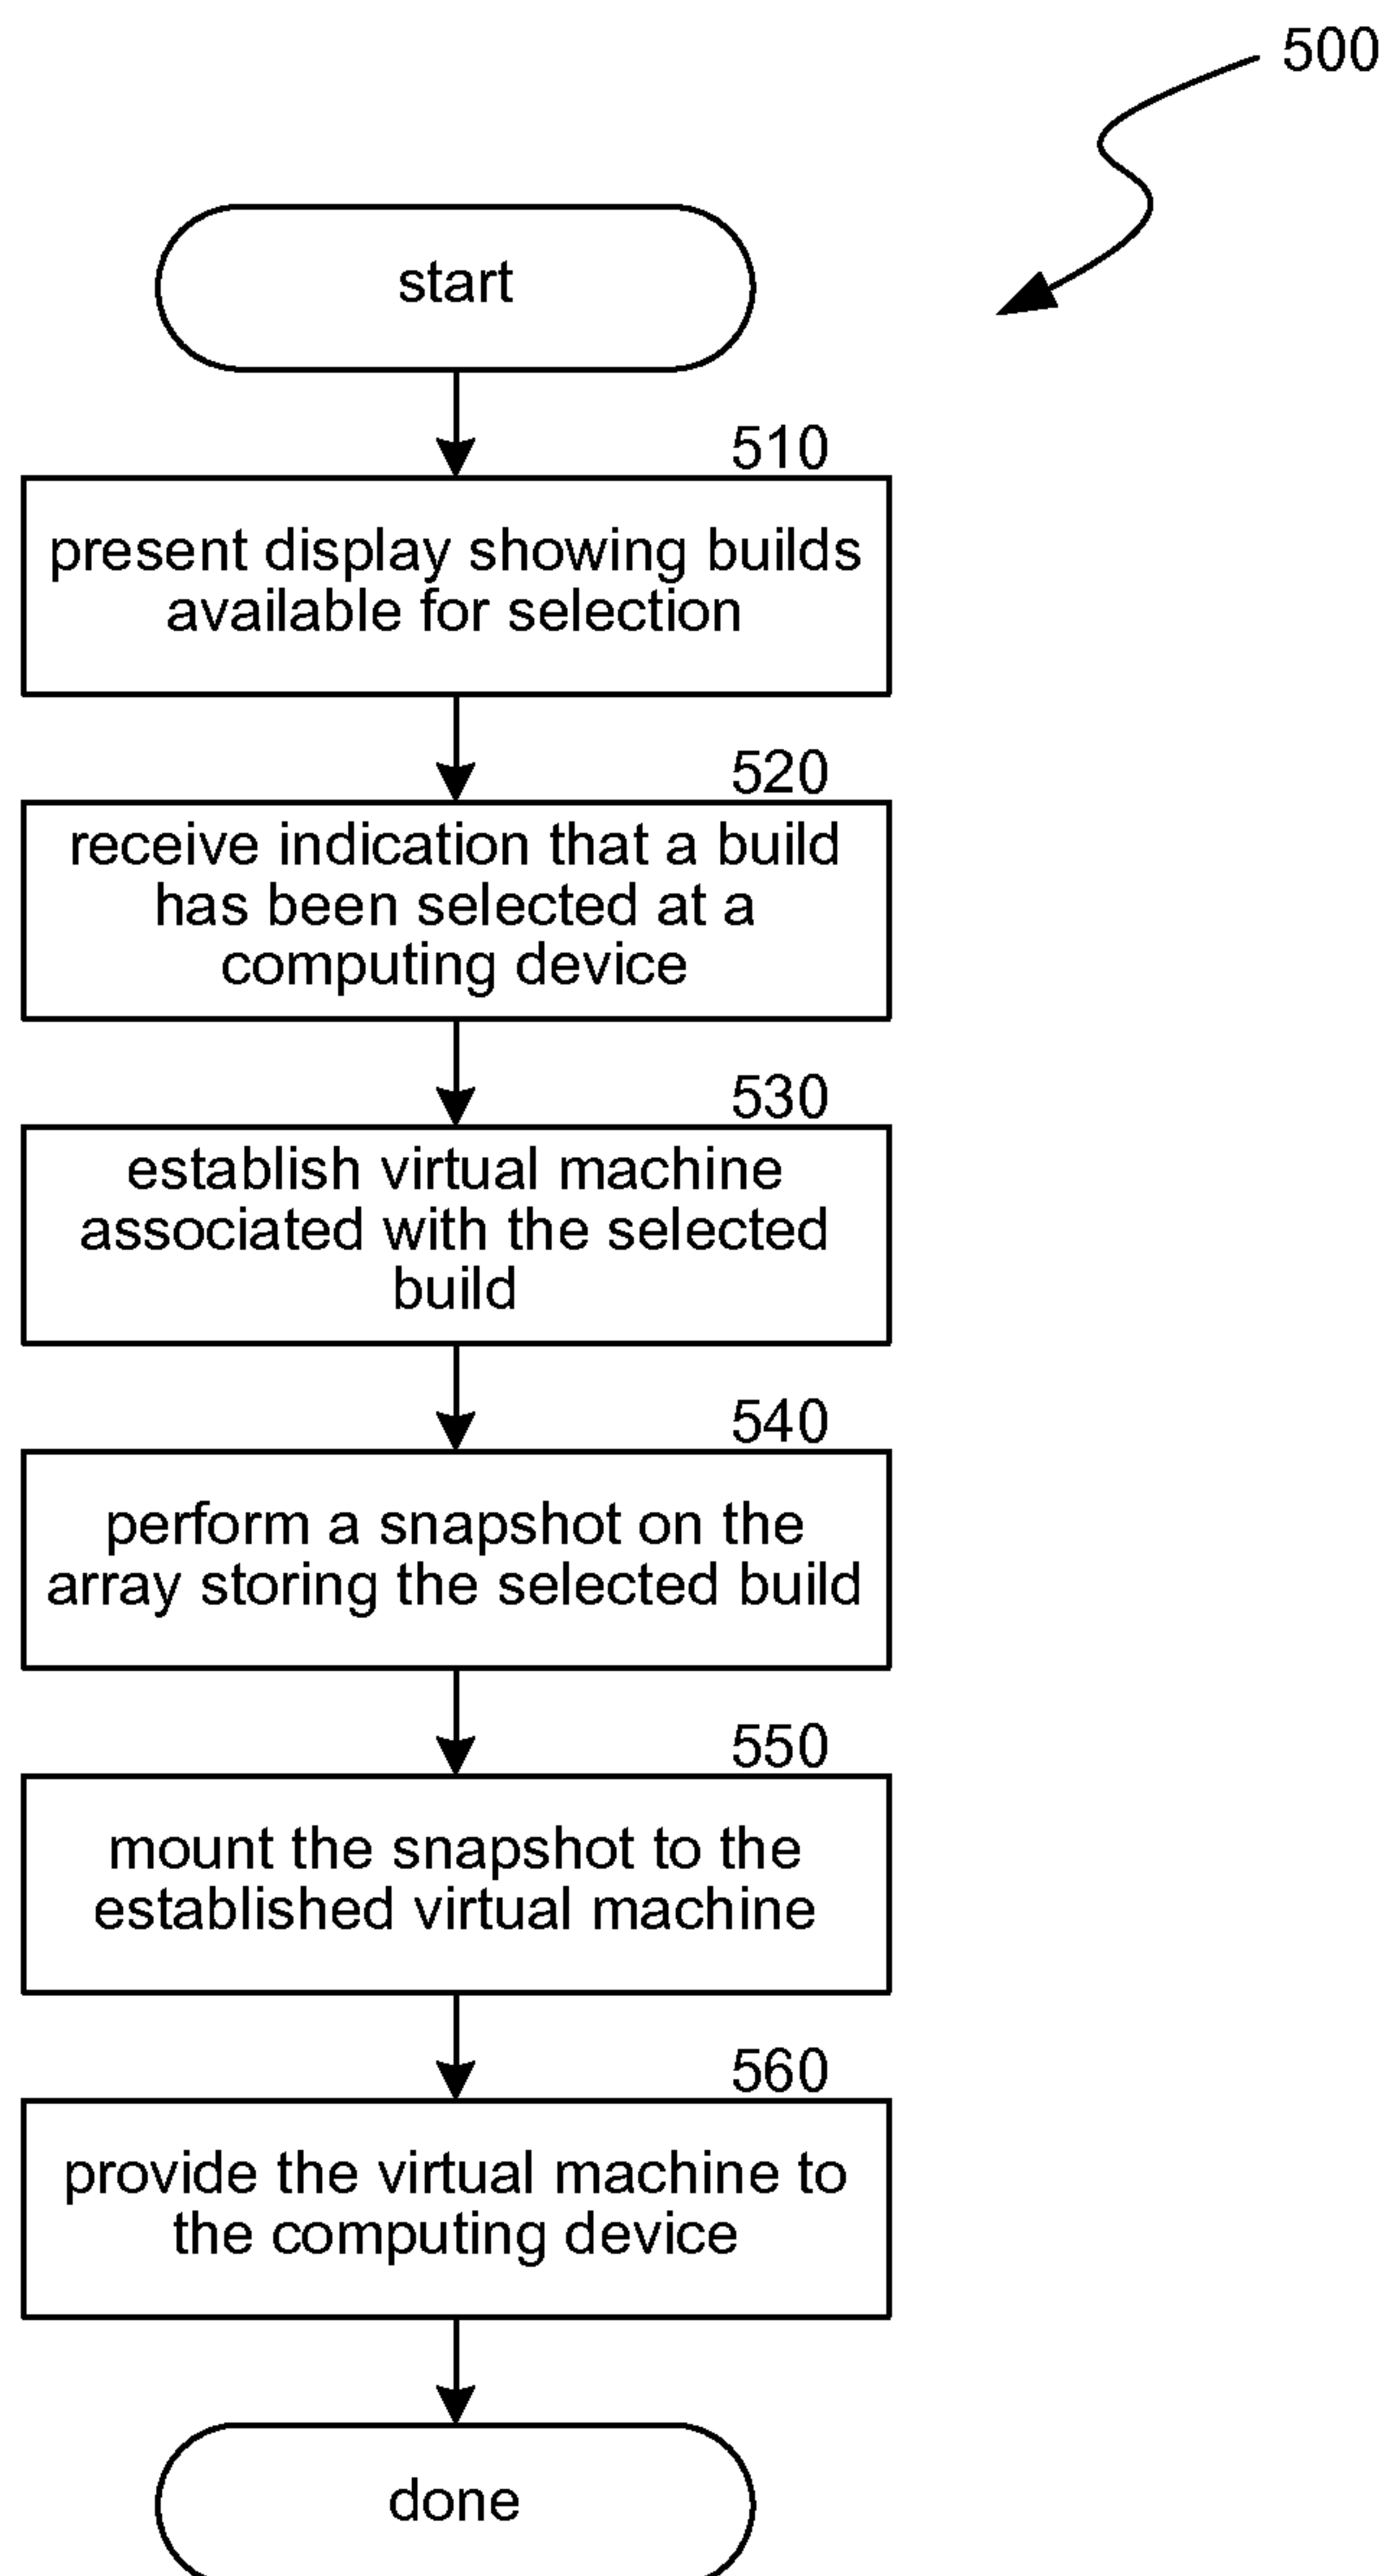 500
start
510
present display showing builds
available for selection
520
receive indication that a build
has been selected at a
computing device
530
establish virtual machine
associated with the selected
build
540
perform a snapshot on the
array storing the selected build
550
mount the snapshot to the
established virtual machine
560
provide the virtual machine to
the computing device
done